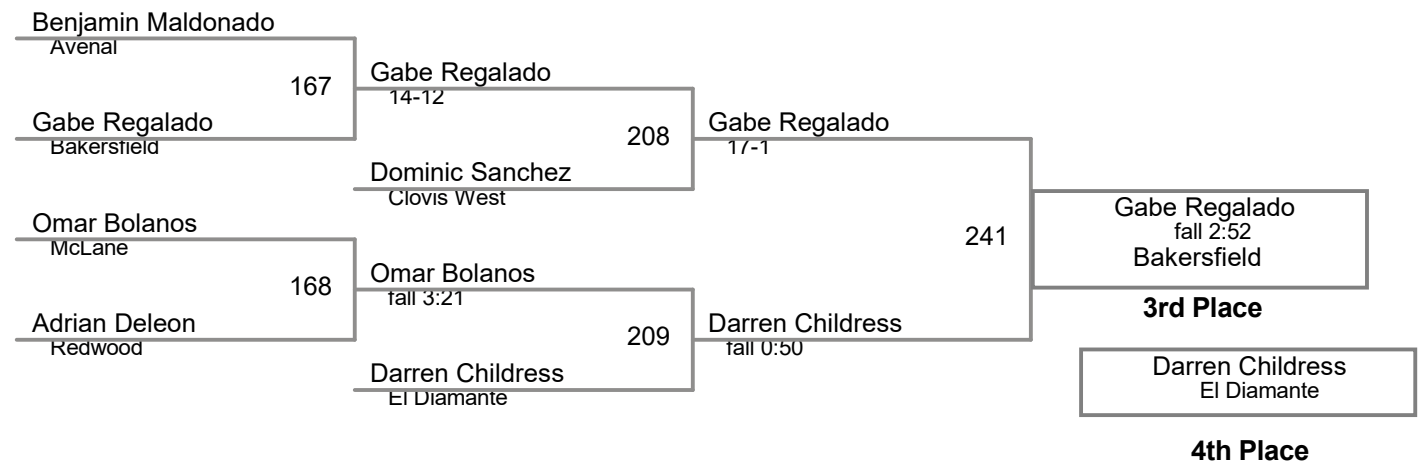 Benjamin Maldonado
Avenal
167
Gabe Regalado
Bakersfield
Gabe Regalado
14-12
208
Dominic Sanchez
Clovis West
Omar Bolanos
McLane
168
Adrian Deleon
Redwood
Omar Bolanos
fall 3:21
209
Darren Childress
El Diamante
Gabe Regalado
17-1
241
Darren Childress
fall 0:50
Gabe Regalado
fall 2:52
Bakersfield
3rd Place
Darren Childress
El Diamante
4th Place